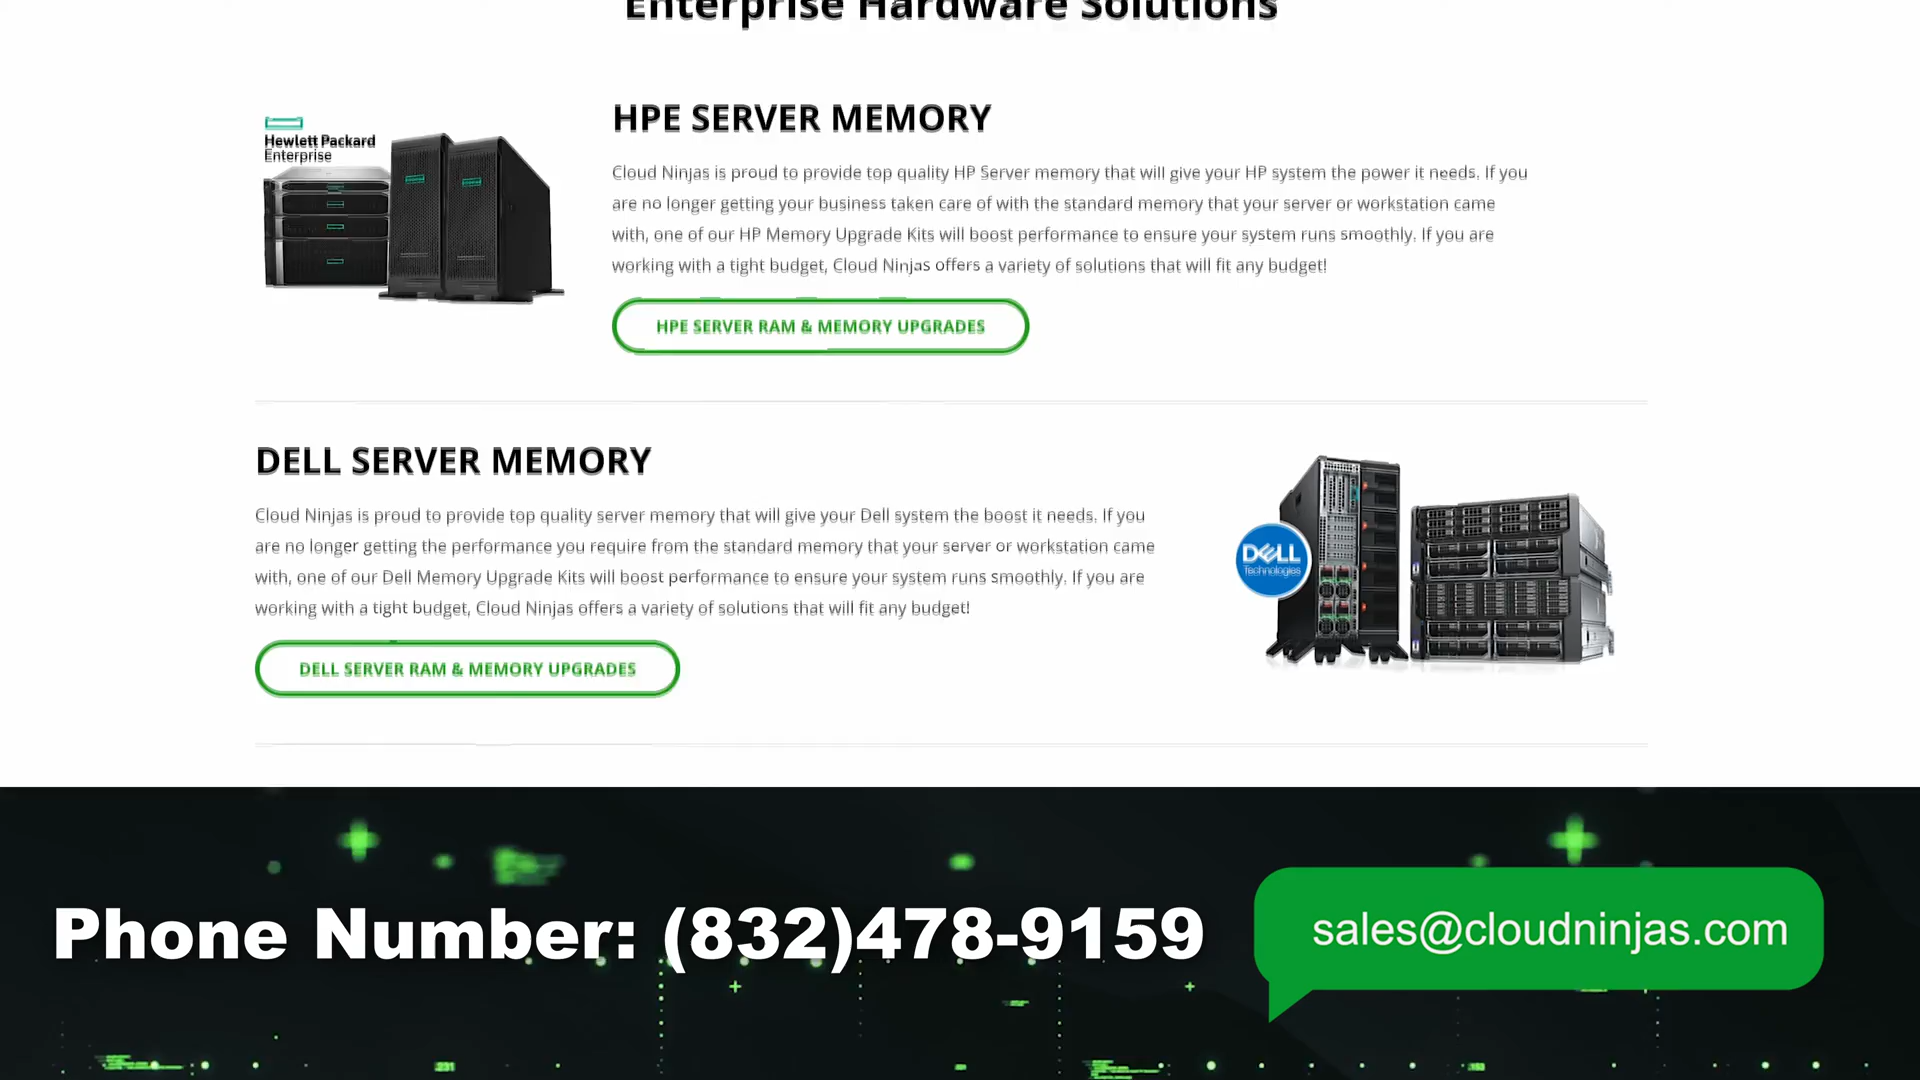 Enterprise Hardware Solutions
Hewlett Packard
Enterprise
HPE SERVER MEMORY
Cloud Ninjas is proud to provide top quality HP Server memory that will give your HP system the power it needs. If you
are no longer getting your business taken care of with the standard memory that your server or workstation came
with, one of our HP Memory Upgrade Kits will boost performance to ensure your system runs smoothly. If you are
working with a tight budget, Cloud Ninjas offers a variety of solutions that will fit any budget!
HPE SERVER RAM & MEMORY UPGRADES
DELL SERVER MEMORY
Cloud Ninjas is proud to provide top quality server memory that will give your Dell system the boost it needs. If you
are no longer getting the performance you require from the standard memory that your server or workstation came
with, one of our Dell Memory Upgrade Kits will boost performance to ensure your system runs smoothly. If you are
working with a tight budget, Cloud Ninjas offers a variety of solutions that will fit any budget!
DELL SERVER RAM & MEMORY UPGRADES
DELL
Technologies
Phone Number: (832)478-9159
sales@cloudninjas.com